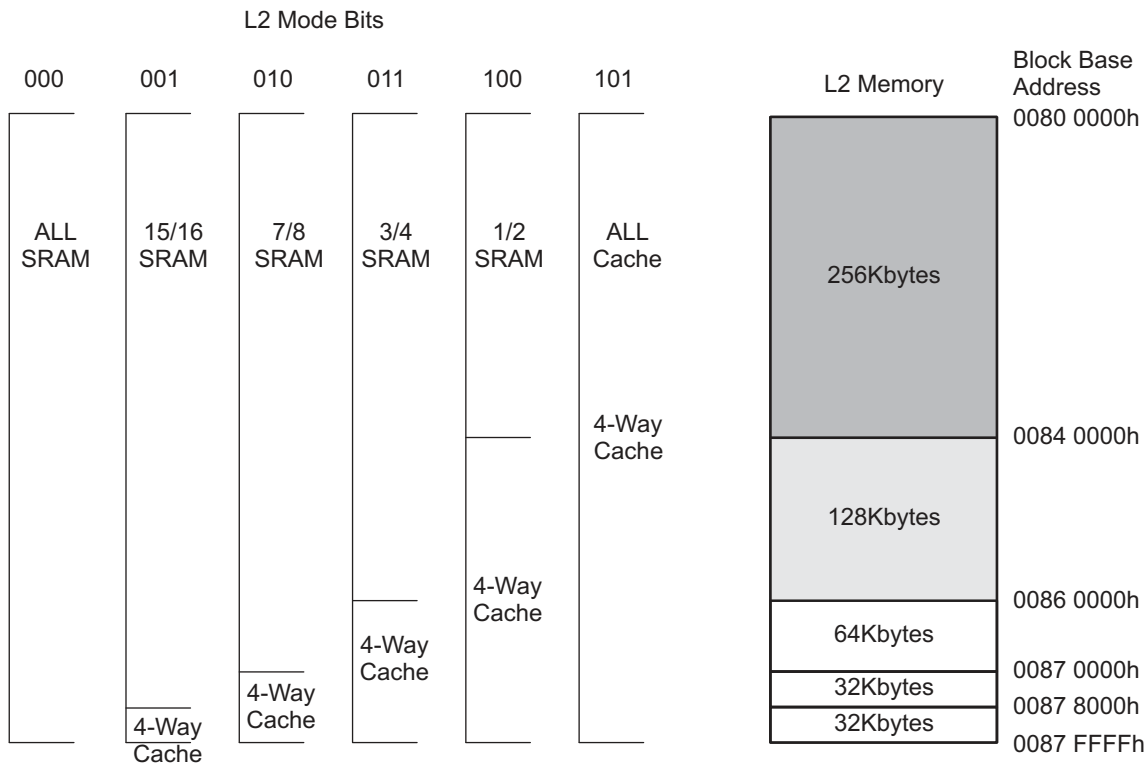 L2 Mode Bits
000 001 010 011 100 101
L2 Memory
Block Base
Address
0080 0000h
ALL
SRAM
15/16
SRAM
7/8
SRAM
3/4
SRAM
1/2
SRAM
ALL
Cache
256Kbytes
4-Way
Cache
0084 0000h
128Kbytes
4-Way
Cache
0086 0000h
4-Way
Cache
64Kbytes
0087 0000h
4-Way
Cache
32Kbytes
0087 8000h
4-Way
Cache
32Kbytes
0087 FFFFh